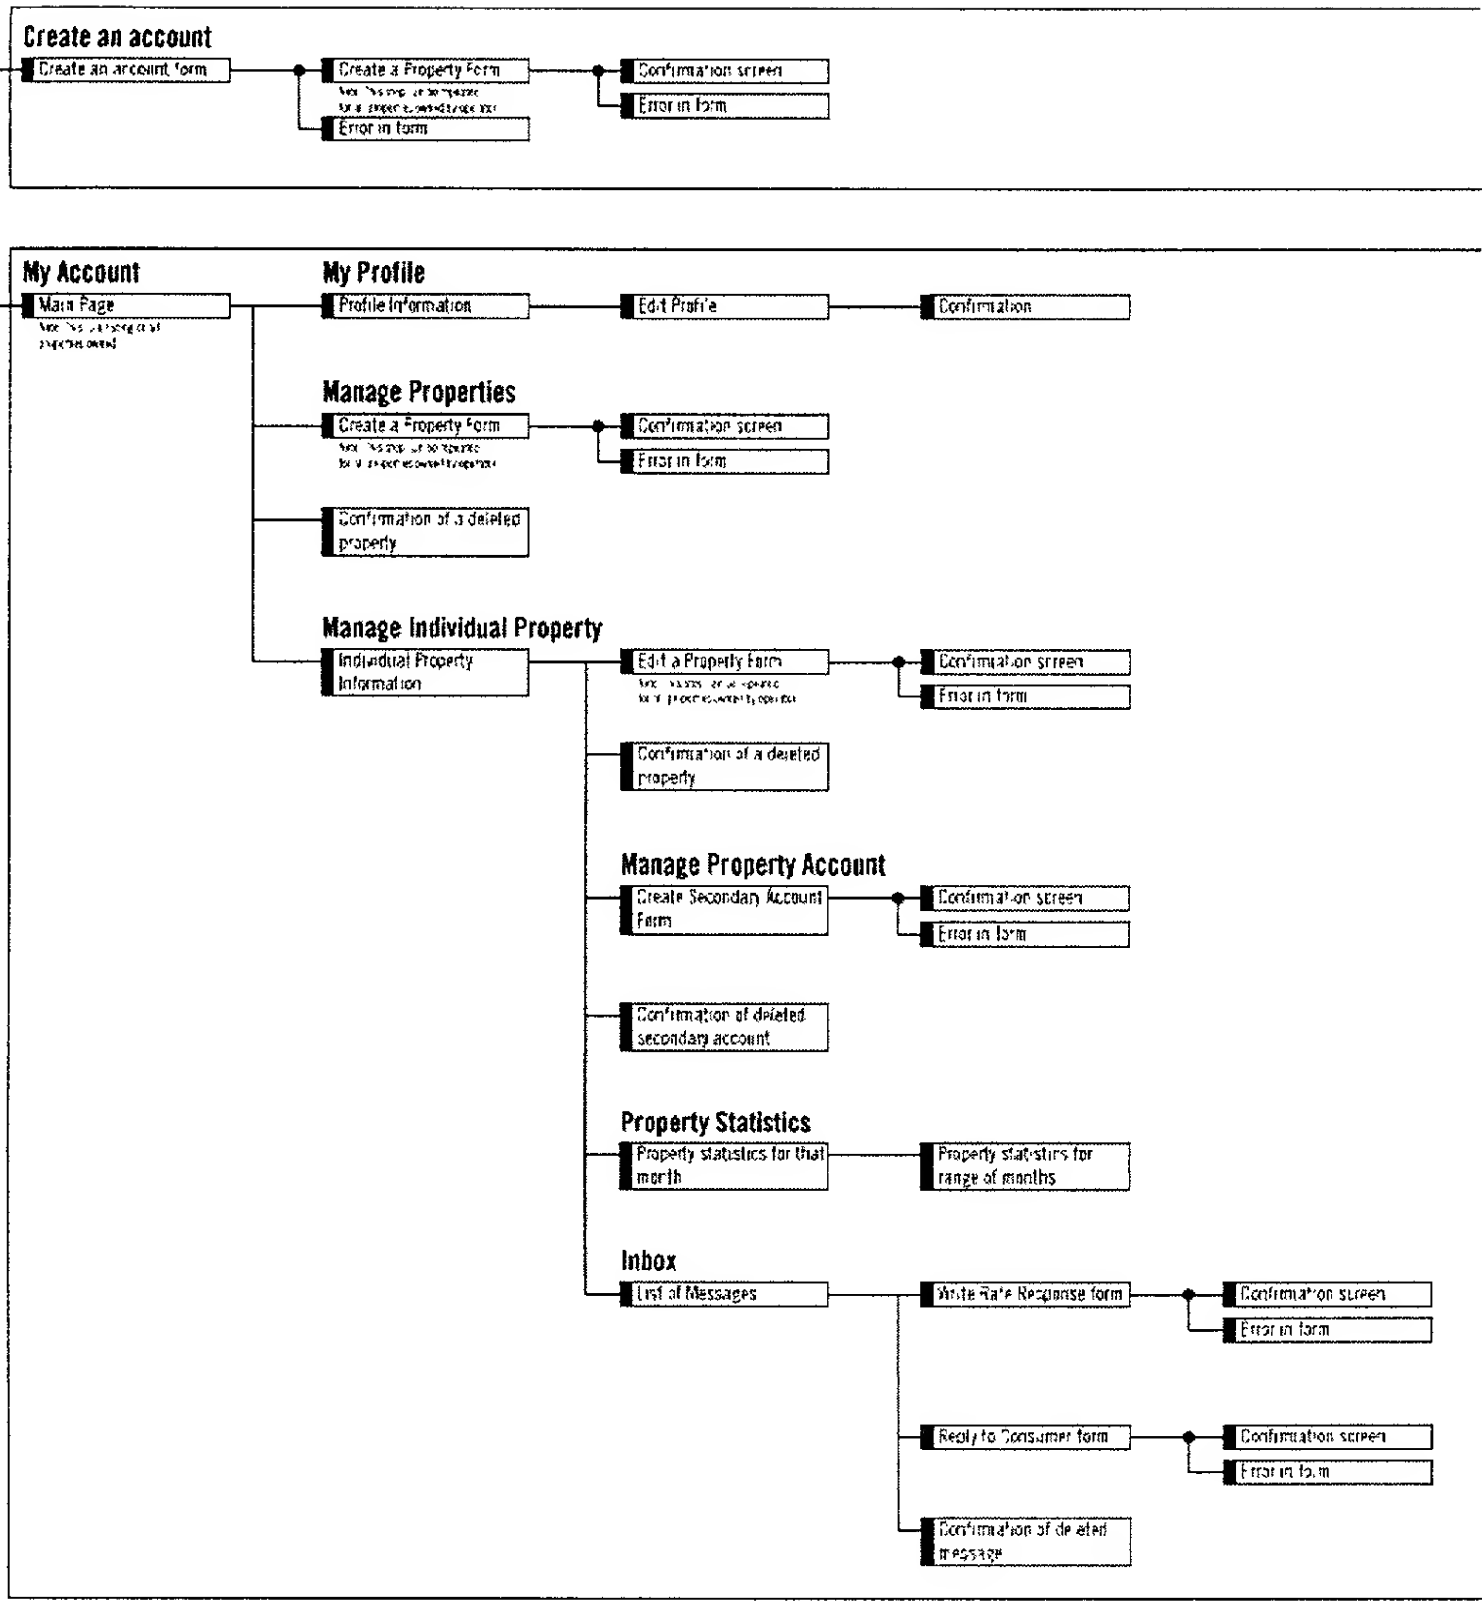 Create an account
Create an account form
Create a Property Form
Confirmation screen
Error in form
Error in form
My Account
Main Page
My Profile
Profile Information
Edit Profile
Confirmation
Manage Properties
Create a Property Form
Confirmation screen
Error in form
Confirmation of a deleted
property
Manage Individual Property
Individual Property
Information
Edit a Property Form
Confirmation screen
Error in form
Confirmation of a deleted
property
Manage Property Account
Create Secondary Account
Form
Confirmation screen
Error in form
Confirmation of deleted
secondary account
Property Statistics
Property statistics for that
month
Property statistics for
range of months
Inbox
List of Messages
Write Rate Response form
Confirmation screen
Error in form
Reply to Consumer form
Confirmation screen
Error in form
Confirmation of deleted
message